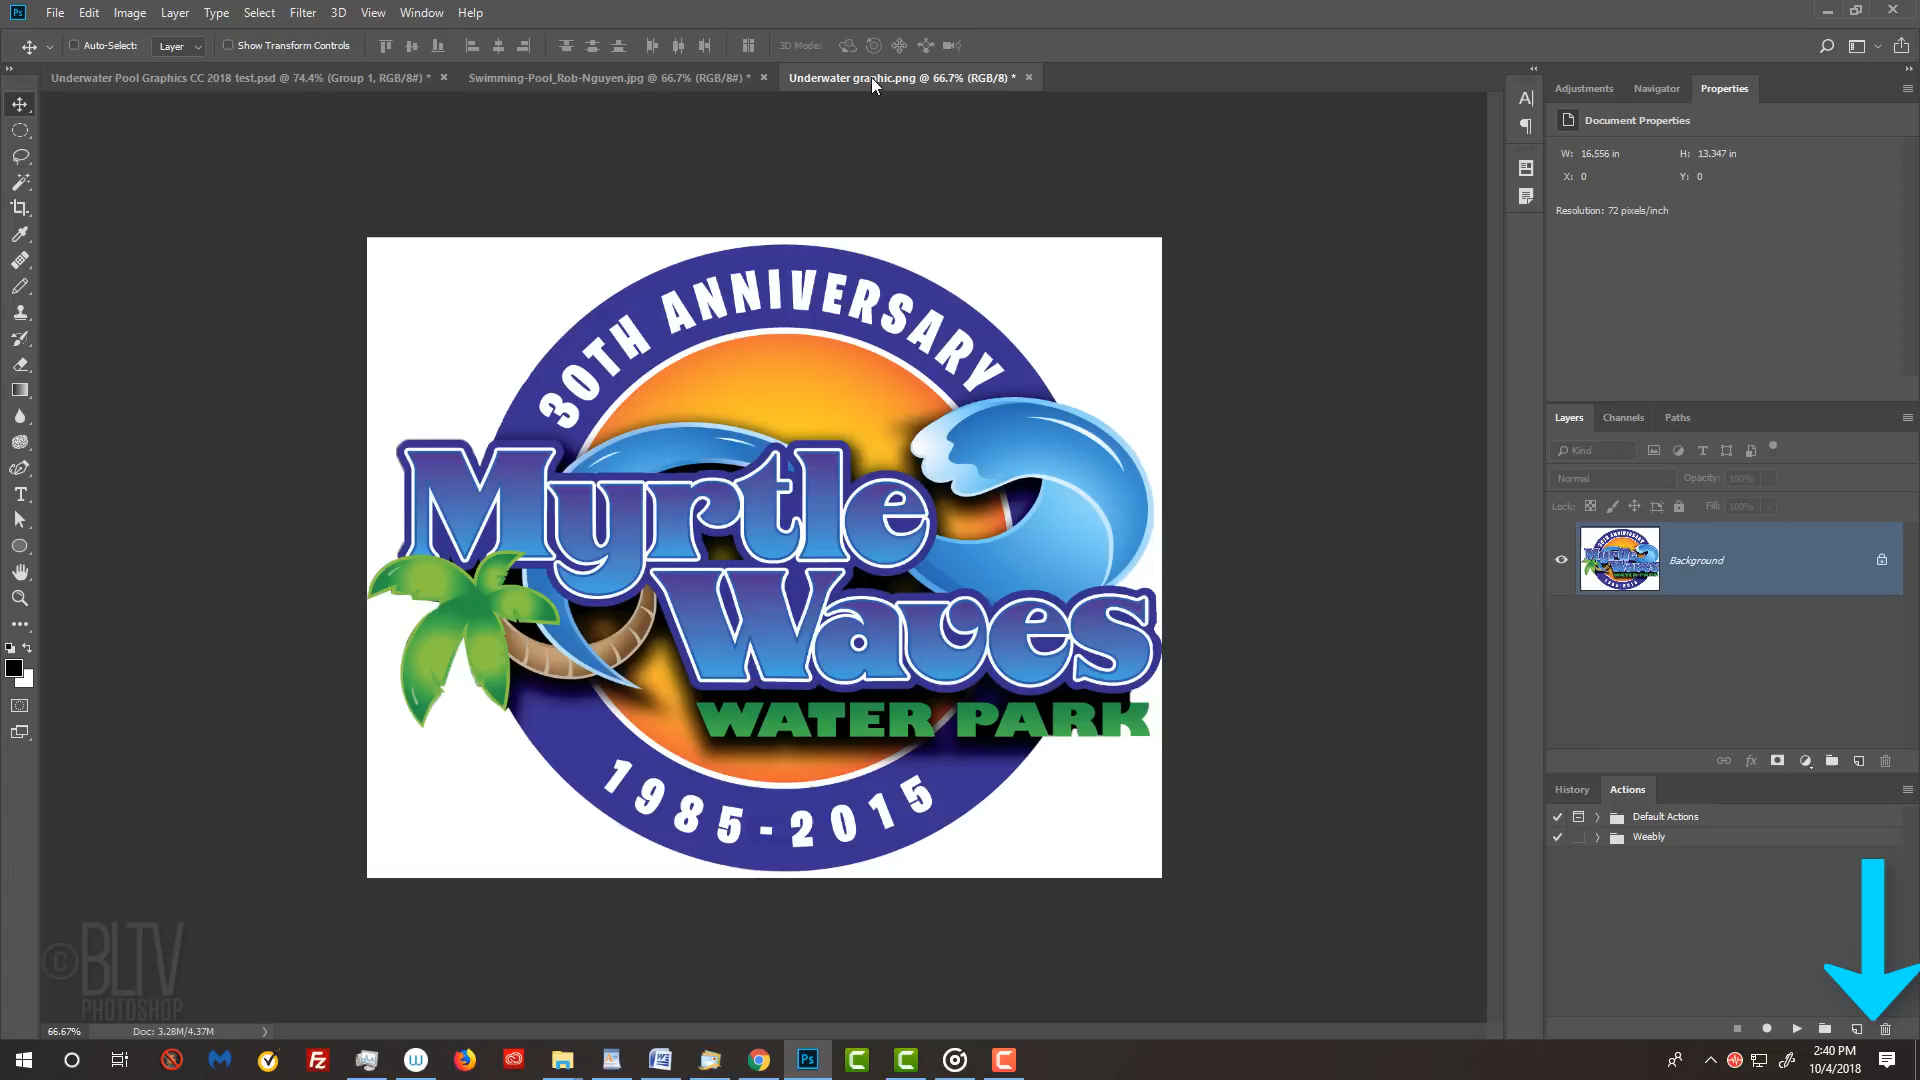 Ps File Edit Image Layer Type Select Filter 3D View Window Help
Auto-Select: Layer Show Transform Controls 3D Mode:
Underwater Pool Graphics CC 2018 test.psd @ 74.4% (Group 1, RGB/8#) * × Swimming-Pool_Rob-Nguyen.jpg @ 66.7% (RGB/8#) * × Underwater graphic.png @ 66.7% (RGB/8) * ×
Adjustments Navigator Properties
Document Properties
W: 16.556 in H: 13.347 in
X: 0 Y: 0
Resolution: 72 pixels/inch
30TH ANNIVERSARY
Myrtle
Waves
WATER PARK
1985-2015
Layers Channels Paths
Kind
Normal Opacity: 100%
Lock: Fill: 100%
Background
fx
History Actions
Default Actions
Weebly
© BLTV
PHOTOSHOP
66.67% Doc: 3.28M/4.37M
2:40 PM
10/4/2018